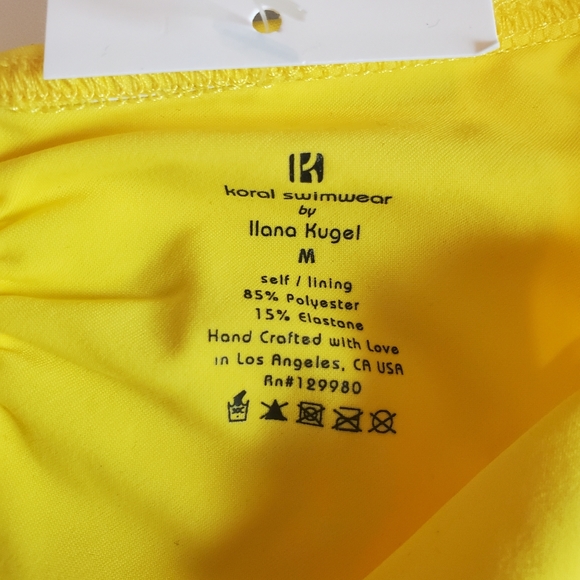 K
koral swimwear
by
Ilana Kugel
M
self / lining
85% Polyester
15% Elastane
Hand Crafted with Love
in Los Angeles, CA USA
Rn#129980